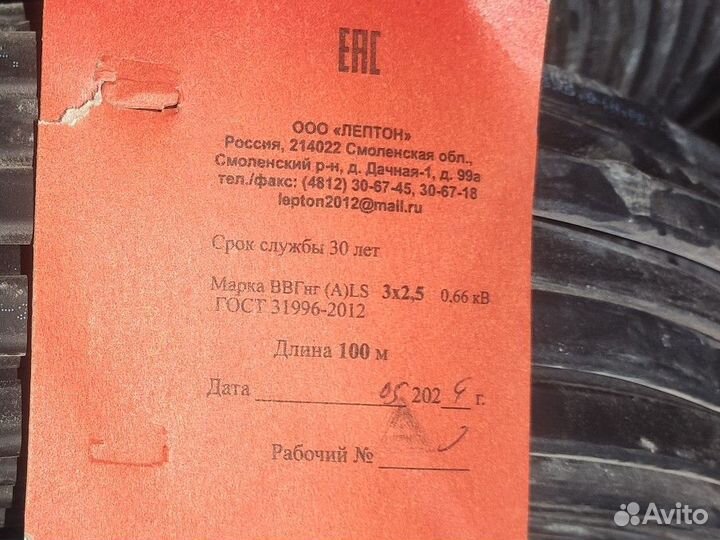 ЕАС
ООО «ЛЕПТОН»
Россия, 214022 Смоленская обл.,
Смоленский р-н, д. Дачная-1, д. 99а
тел./факс: (4812) 30-67-45, 30-67-18
lepton2012@mail.ru
Срок службы 30 лет
Марка ВВГнг (А)LS 3х2,5 0,66 кВ
ГОСТ 31996-2012
Длина 100 м
Дата 05 202 г.
Рабочий №
Avito